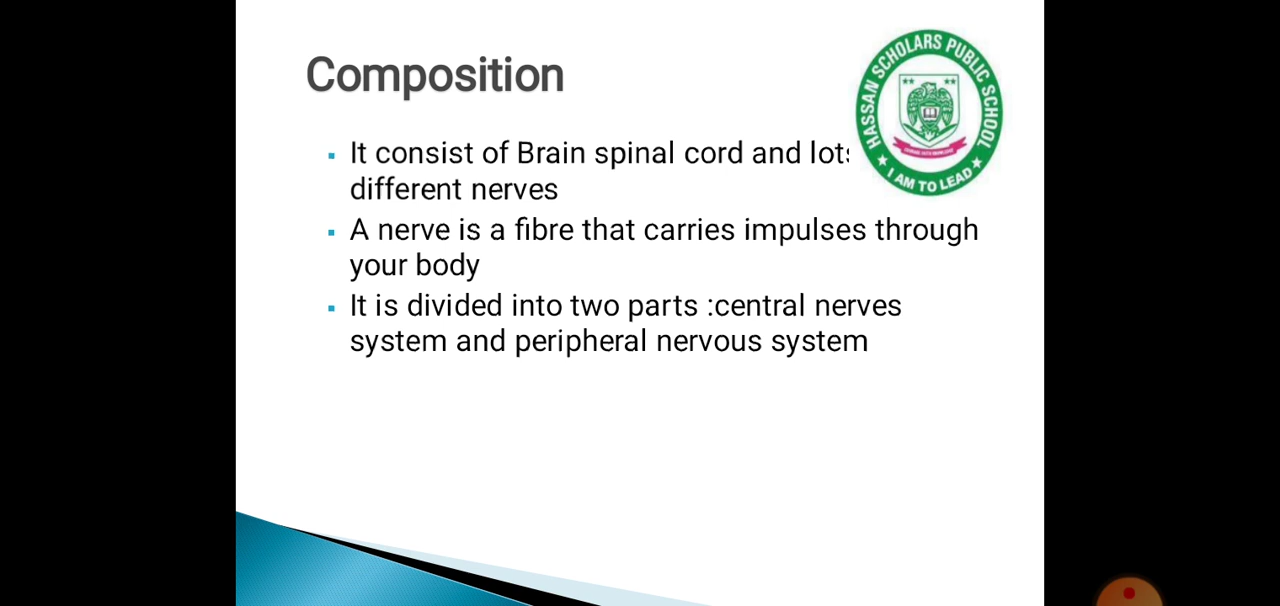 Composition
It consist of Brain spinal cord and lots
different nerves
A nerve is a fibre that carries impulses through
your body
It is divided into two parts :central nerves
system and peripheral nervous system
HASSAN SCHOLARS PUBLIC SCHOOL
I AM TO LEAD